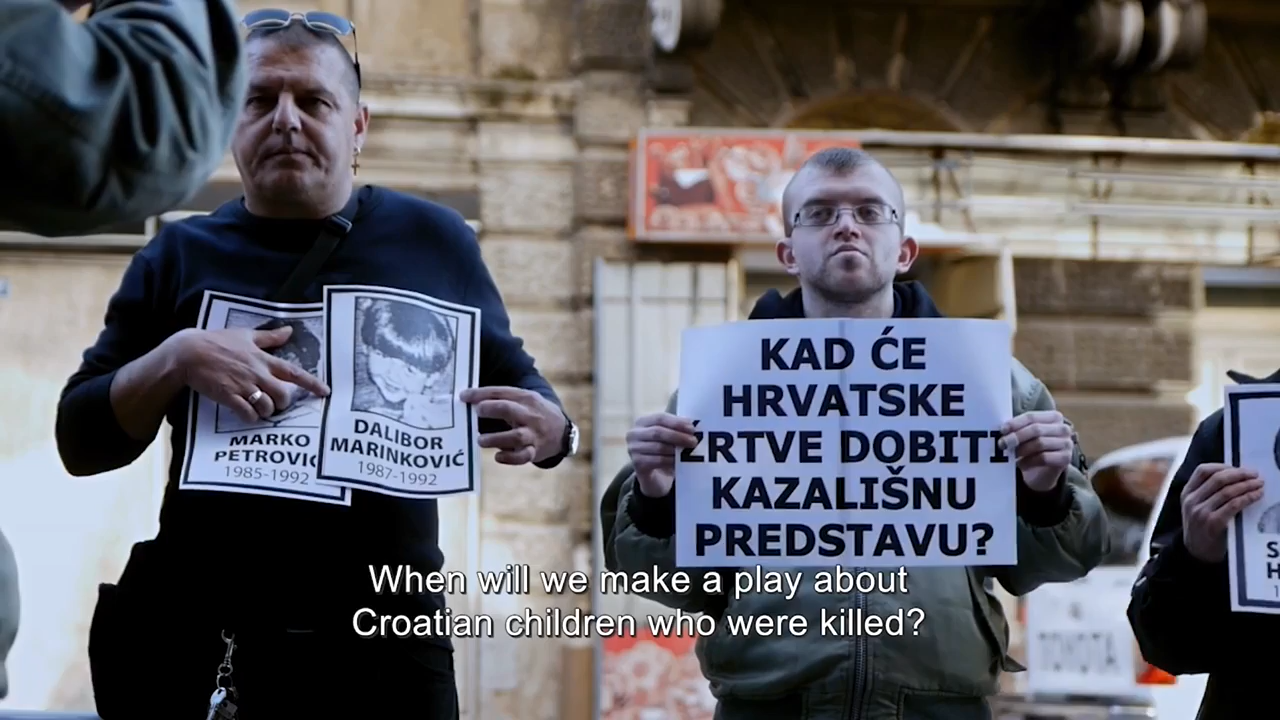 MARKO
PETROVIĆ
1985-1992
DALIBOR
MARINKOVIĆ
1987-1992
KAD ĆE
HRVATSKE
ŽRTVE DOBITI
KAZALIŠNU
PREDSTAVU?
TOYOTA
When will we make a play about
Croatian children who were killed?